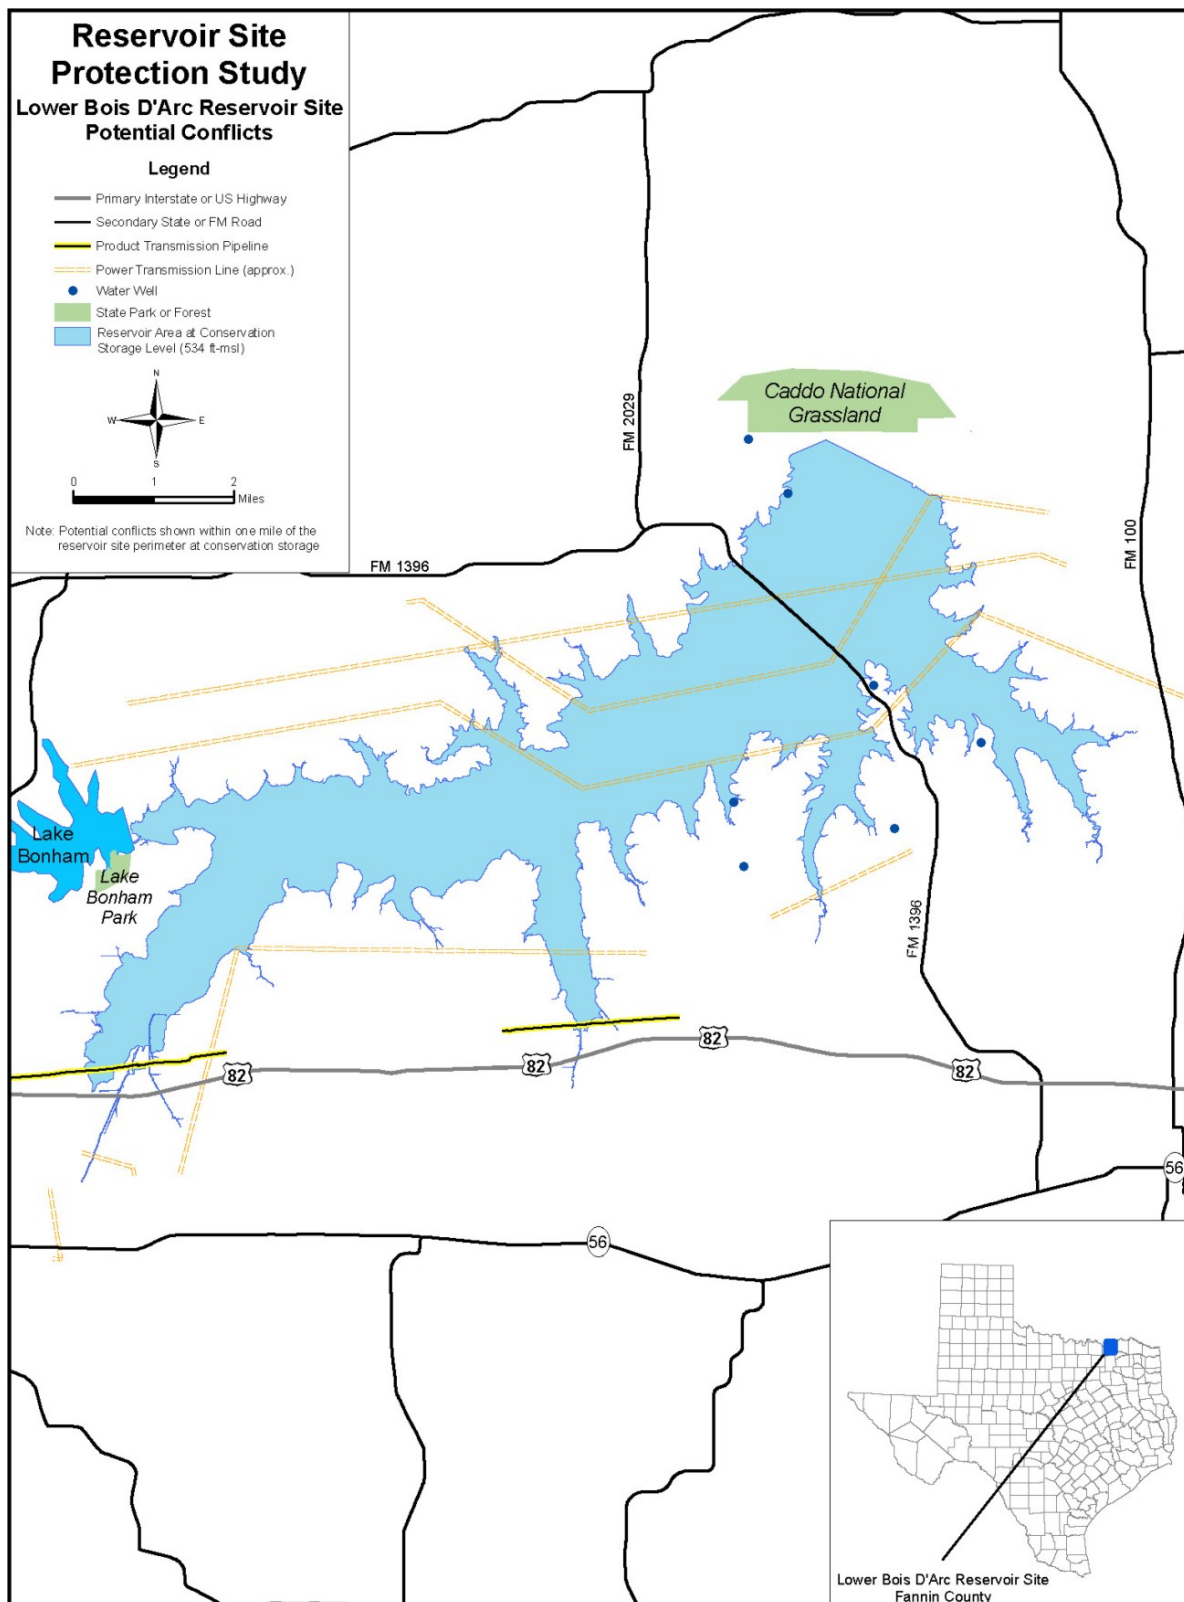 Reservoir Site
Protection Study
Lower Bois D'Arc Reservoir Site
Potential Conflicts
Legend
Primary Interstate or US Highway
Secondary State or FM Road
Product Transmission Pipeline
Power Transmission Line (approx.)
Water Well
State Park or Forest
Reservoir Area at Conservation
Storage Level (534 ft-msl)
N
W E
S
0 1 2
Miles
Note: Potential conflicts shown within one mile of the
reservoir site perimeter at conservation storage
FM 2029
Caddo National
Grassland
FM 100
FM 1396
Lake
Bonham
Lake
Bonham
Park
FM 1396
82
82
82
82
56
56
Lower Bois D'Arc Reservoir Site
Fannin County